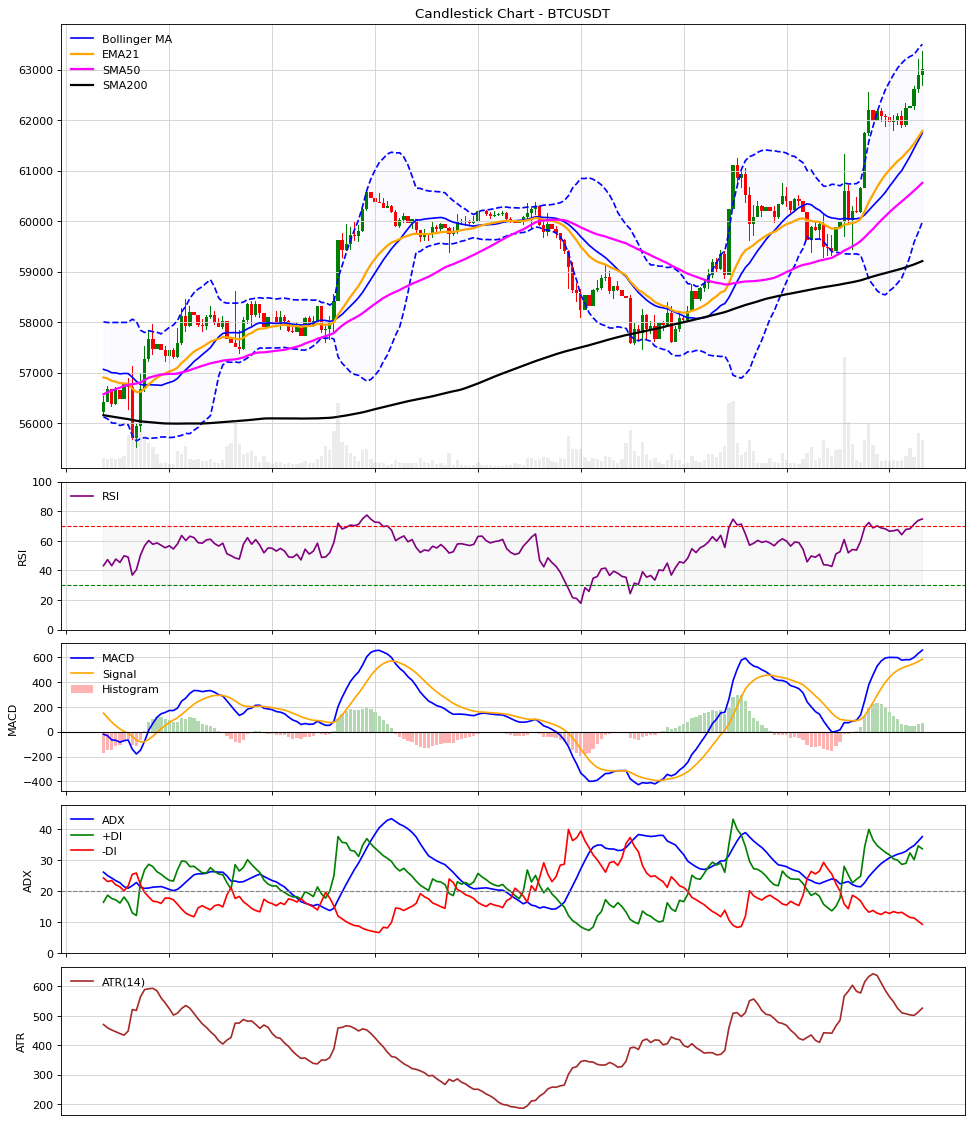 Candlestick Chart - BTCUSDT
Bollinger MA
EMA21
SMA50
SMA200
63000
62000
61000
60000
59000
58000
57000
56000
RSI
100
80
60
40
20
0
RSI
MACD
Signal
Histogram
600
400
200
0
−200
−400
MACD
ADX
+DI
-DI
40
30
20
10
0
ADX
ATR(14)
600
500
400
300
200
ATR